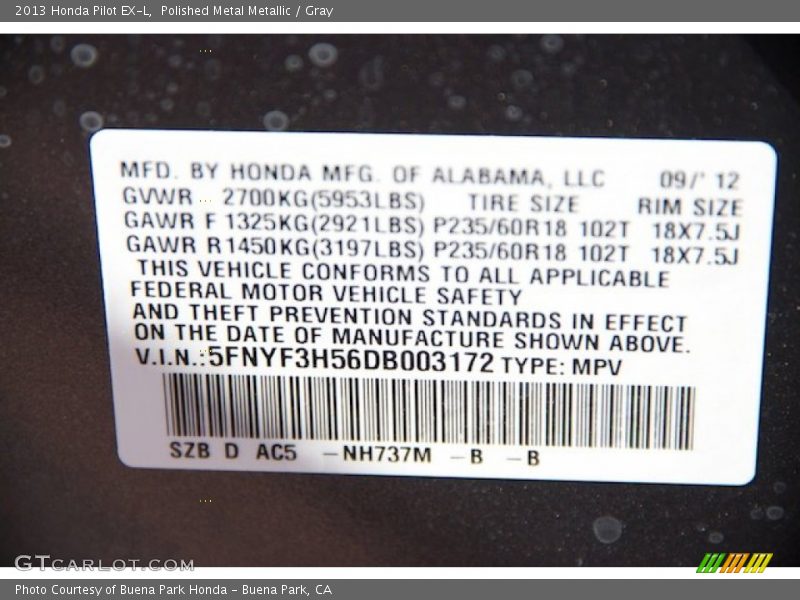 2013 Honda Pilot EX-L, Polished Metal Metallic / Gray
MFD. BY HONDA MFG. OF ALABAMA, LLC 09/' 12
GVWR 2700KG(5953LBS) TIRE SIZE RIM SIZE
GAWR F 1325KG(2921LBS) P235/60R18 102T 18X7.5J
GAWR R1450KG(3197LBS) P235/60R18 102T 18X7.5J
THIS VEHICLE CONFORMS TO ALL APPLICABLE
FEDERAL MOTOR VEHICLE SAFETY
AND THEFT PREVENTION STANDARDS IN EFFECT
ON THE DATE OF MANUFACTURE SHOWN ABOVE.
V.I.N.:5FNYF3H56DB003172 TYPE: MPV
SZB D AC5 -NH737M -B -B
GTCARLOT.COM
Photo Courtesy of Buena Park Honda - Buena Park, CA